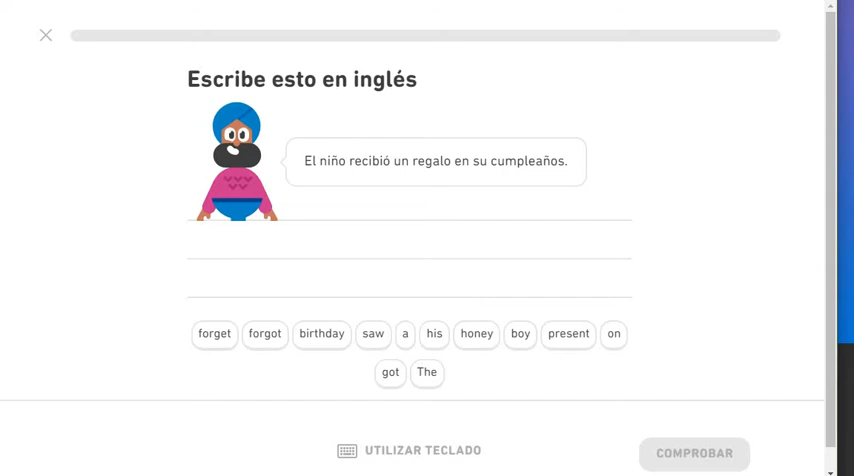 Escribe esto en inglés
El niño recibió un regalo en su cumpleaños.
forget forgot birthday saw a his honey boy present on
got The
UTILIZAR TECLADO COMPROBAR